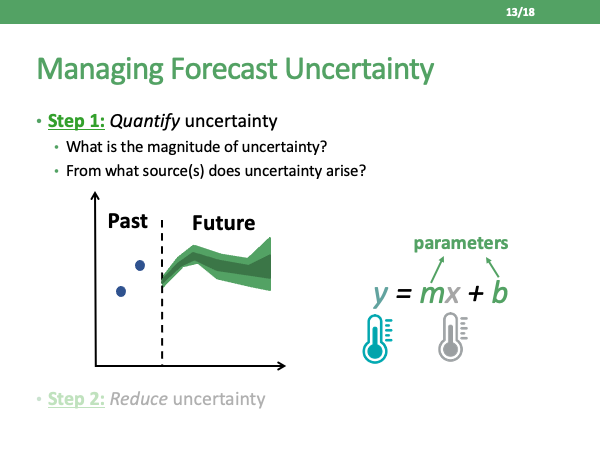 13/18
Managing Forecast Uncertainty
• Step 1: Quantify uncertainty
• What is the magnitude of uncertainty?
• From what source(s) does uncertainty arise?
Past Future
parameters
y = mx + b
• Step 2: Reduce uncertainty